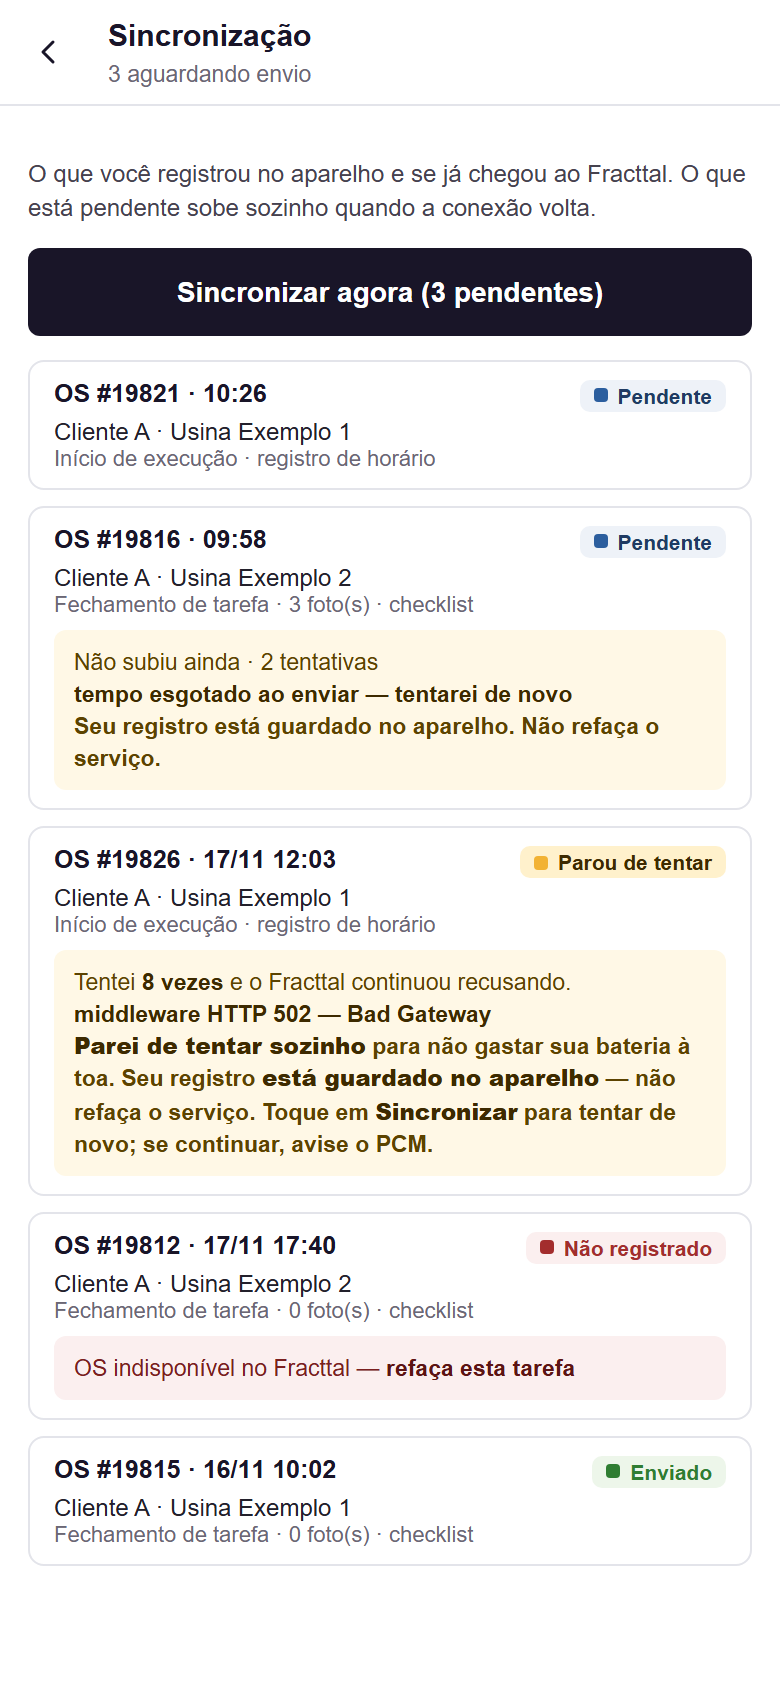 Sincronização
3 aguardando envio
O que você registrou no aparelho e se já chegou ao Fracttal. O que
está pendente sobe sozinho quando a conexão volta.
Sincronizar agora (3 pendentes)
OS #19821 · 10:26
Pendente
Cliente A · Usina Exemplo 1
Início de execução · registro de horário
OS #19816 · 09:58
Pendente
Cliente A · Usina Exemplo 2
Fechamento de tarefa · 3 foto(s) · checklist
Não subiu ainda · 2 tentativas
tempo esgotado ao enviar — tentarei de novo
Seu registro está guardado no aparelho. Não refaça o
serviço.
OS #19826 · 17/11 12:03
Parou de tentar
Cliente A · Usina Exemplo 1
Início de execução · registro de horário
Tentei 8 vezes e o Fracttal continuou recusando.
middleware HTTP 502 — Bad Gateway
Parei de tentar sozinho para não gastar sua bateria à
toa. Seu registro está guardado no aparelho — não
refaça o serviço. Toque em Sincronizar para tentar de
novo; se continuar, avise o PCM.
OS #19812 · 17/11 17:40
Não registrado
Cliente A · Usina Exemplo 2
Fechamento de tarefa · 0 foto(s) · checklist
OS indisponível no Fracttal — refaça esta tarefa
OS #19815 · 16/11 10:02
Enviado
Cliente A · Usina Exemplo 1
Fechamento de tarefa · 0 foto(s) · checklist